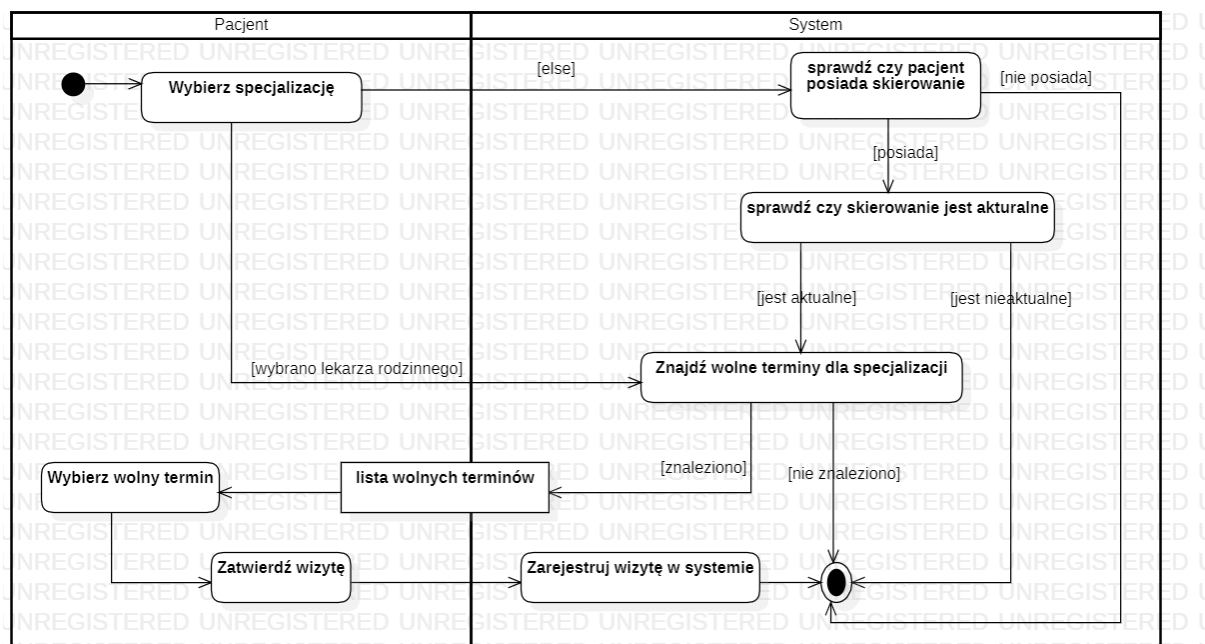 Pacjent
System
[else]
Wybierz specjalizację
sprawdź czy pacjent
posiada skierowanie
[nie posiada]
[posiada]
sprawdź czy skierowanie jest akturalne
[jest aktualne]
[jest nieaktualne]
[wybrano lekarza rodzinnego]
Znajdź wolne terminy dla specjalizacji
[znaleziono]
[nie znaleziono]
Wybierz wolny termin
lista wolnych terminów
Zatwierdź wizytę
Zarejestruj wizytę w systemie
UNREGISTERED